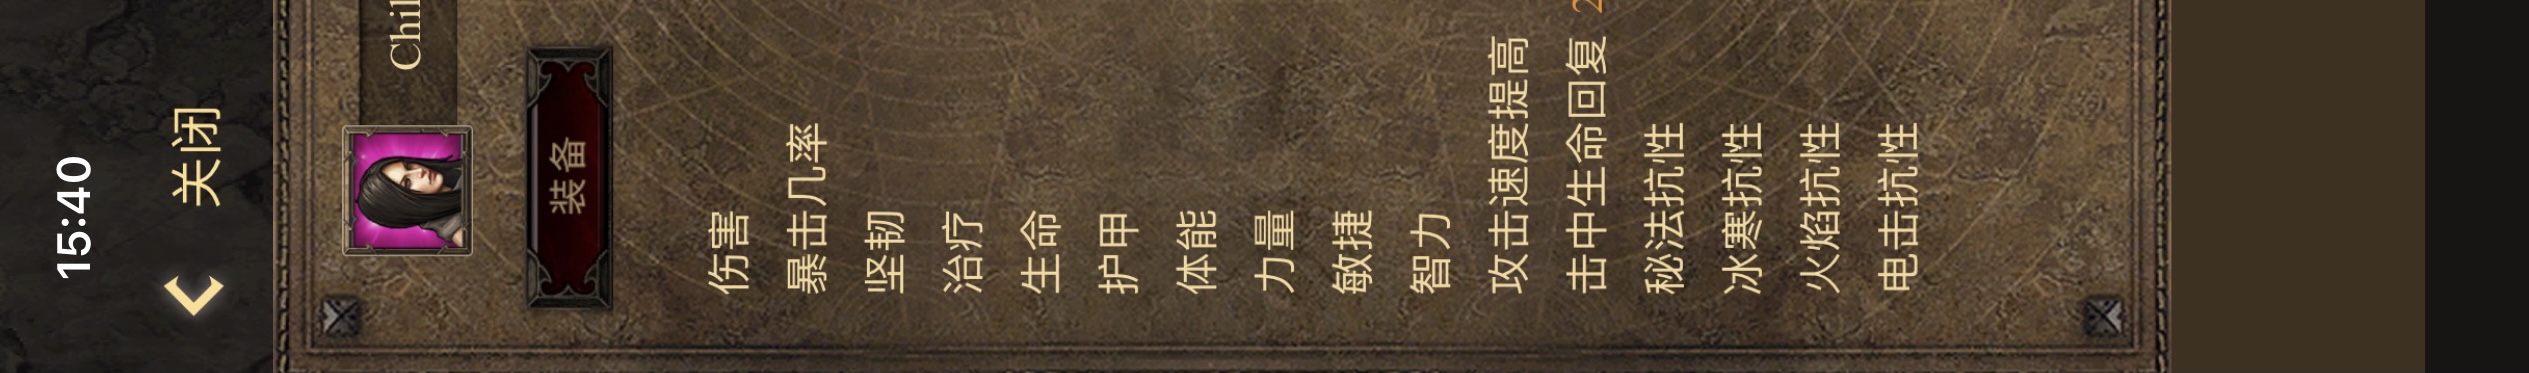 15:40
关闭
Chil
装备
伤害
暴击几率
坚韧
治疗
生命
护甲
体能
力量
敏捷
智力
攻击速度提高
击中生命回复 2
秘法抗性
冰寒抗性
火焰抗性
电击抗性